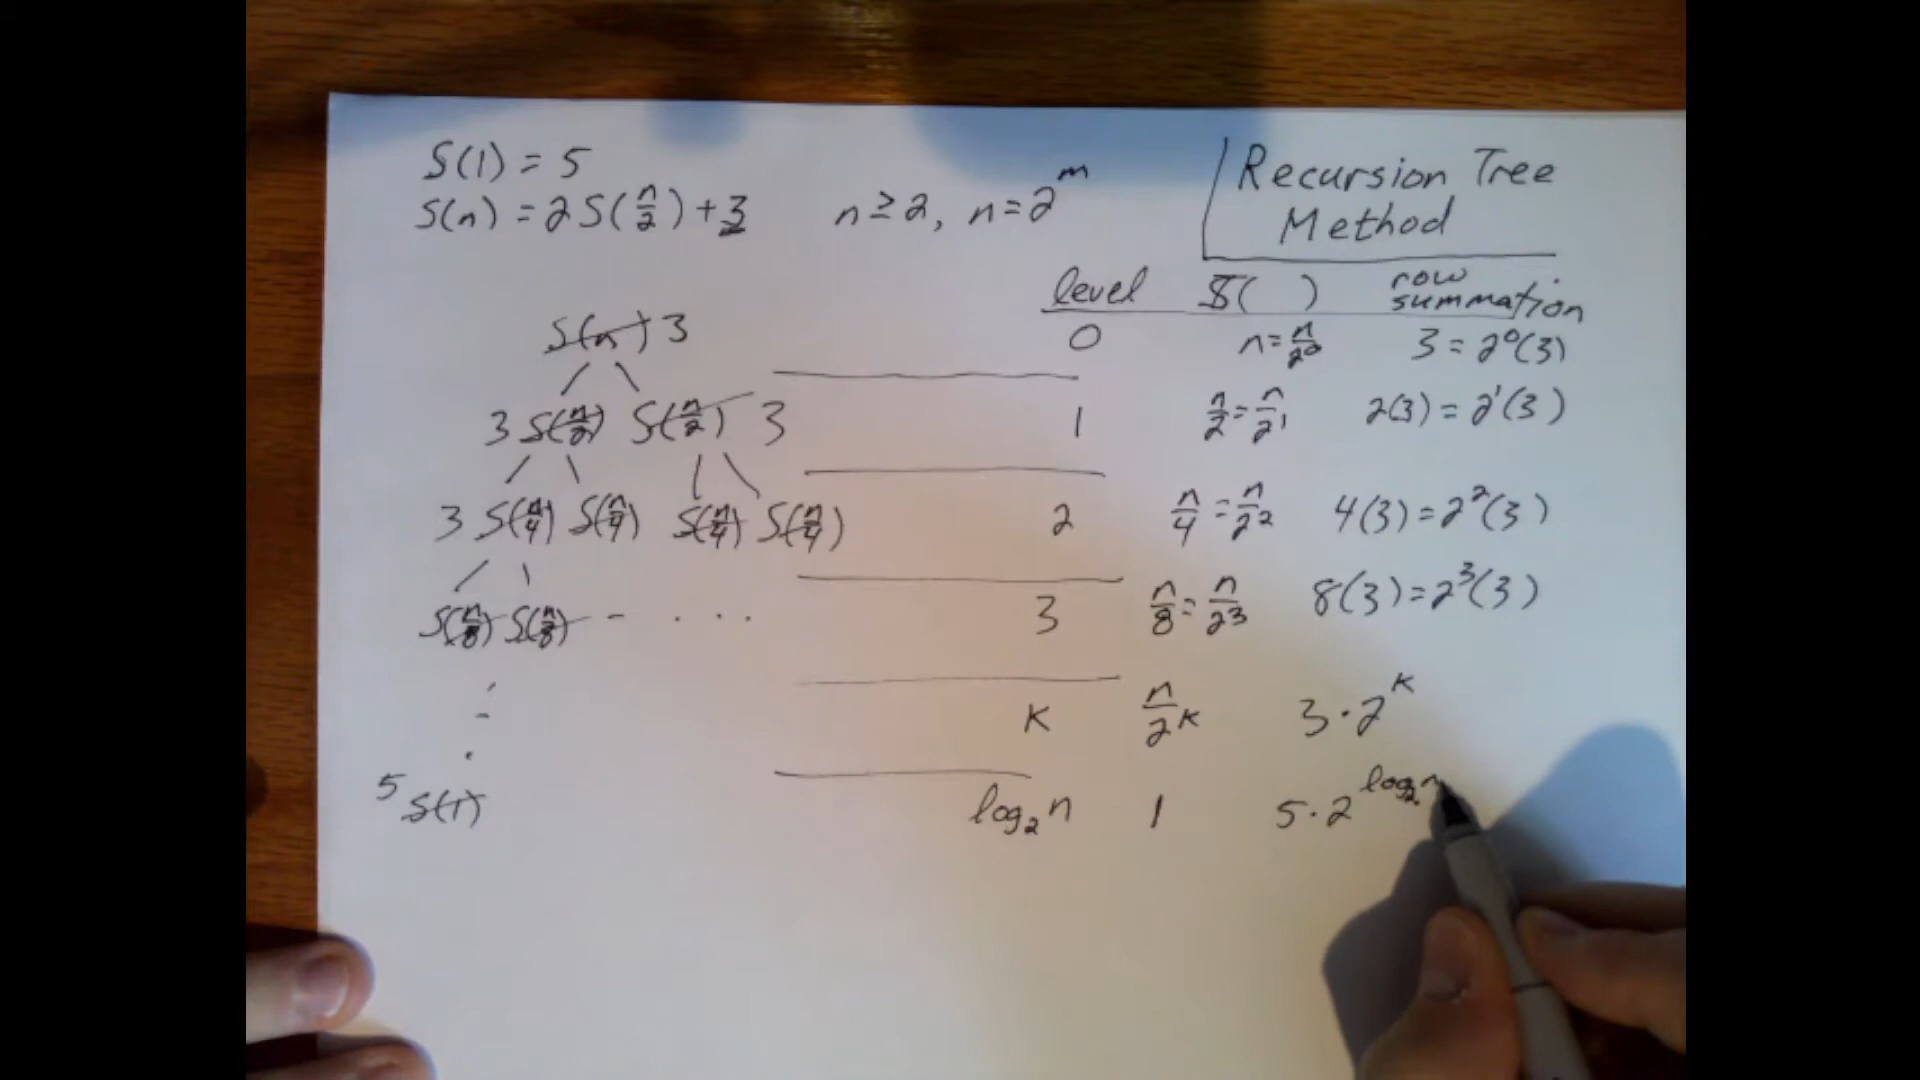 S(1) = 5
S(n) = 2S(n/2) + 3   n ≥ 2, n = 2^m
Recursion Tree
Method
level   S( )   row summation
S(n) 3   0   n = n/2^0   3 = 2^0(3)
3 S(n/2) S(n/2) 3   1   n/2 = n/2^1   2(3) = 2^1(3)
3 S(n/4) S(n/4) S(n/4) S(n/4)   2   n/4 = n/2^2   4(3) = 2^2(3)
S(n/8) S(n/8) - . . .   3   n/8 = n/2^3   8(3) = 2^3(3)
K   n/2^K   3 · 2^K
5 S(1)   log₂n   1   5 · 2^log₂n